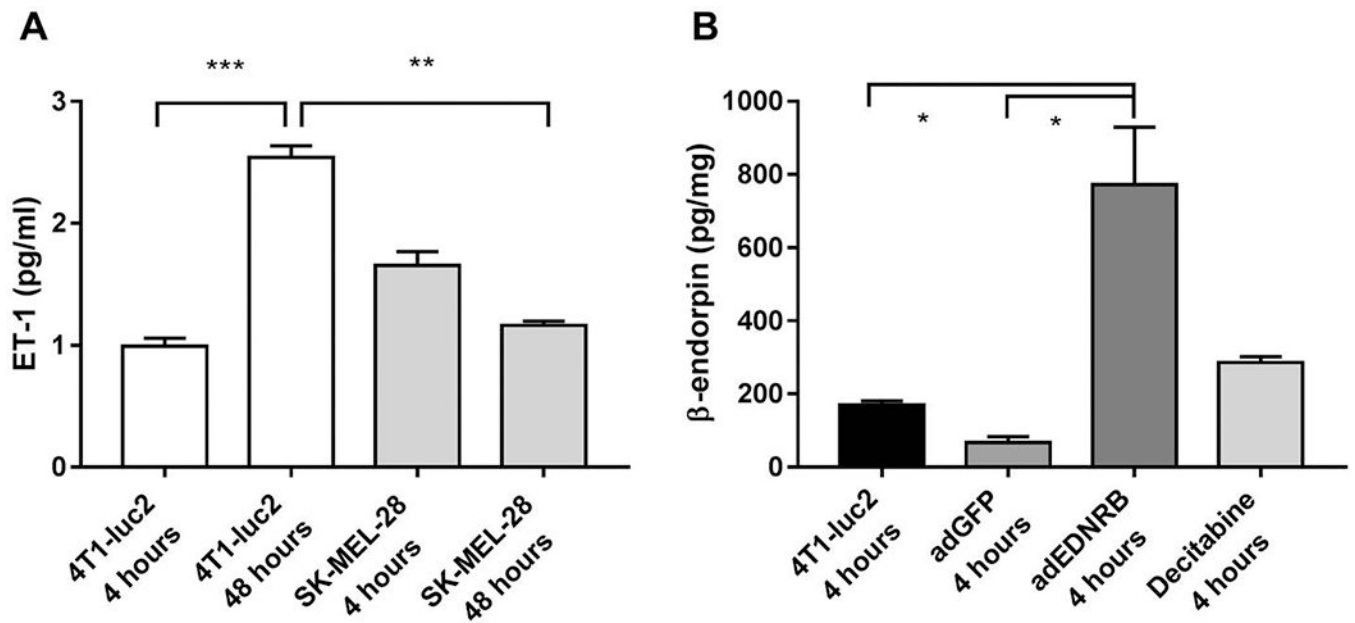 A
***
**
ET-1 (pg/ml)
3
2
1
0
4T1-luc2
4 hours
4T1-luc2
48 hours
SK-MEL-28
4 hours
SK-MEL-28
48 hours
B
*
*
β-endorpin (pg/mg)
1000
800
600
400
200
0
4T1-luc2
4 hours
adGFP
4 hours
adEDNRB
4 hours
Decitabine
4 hours